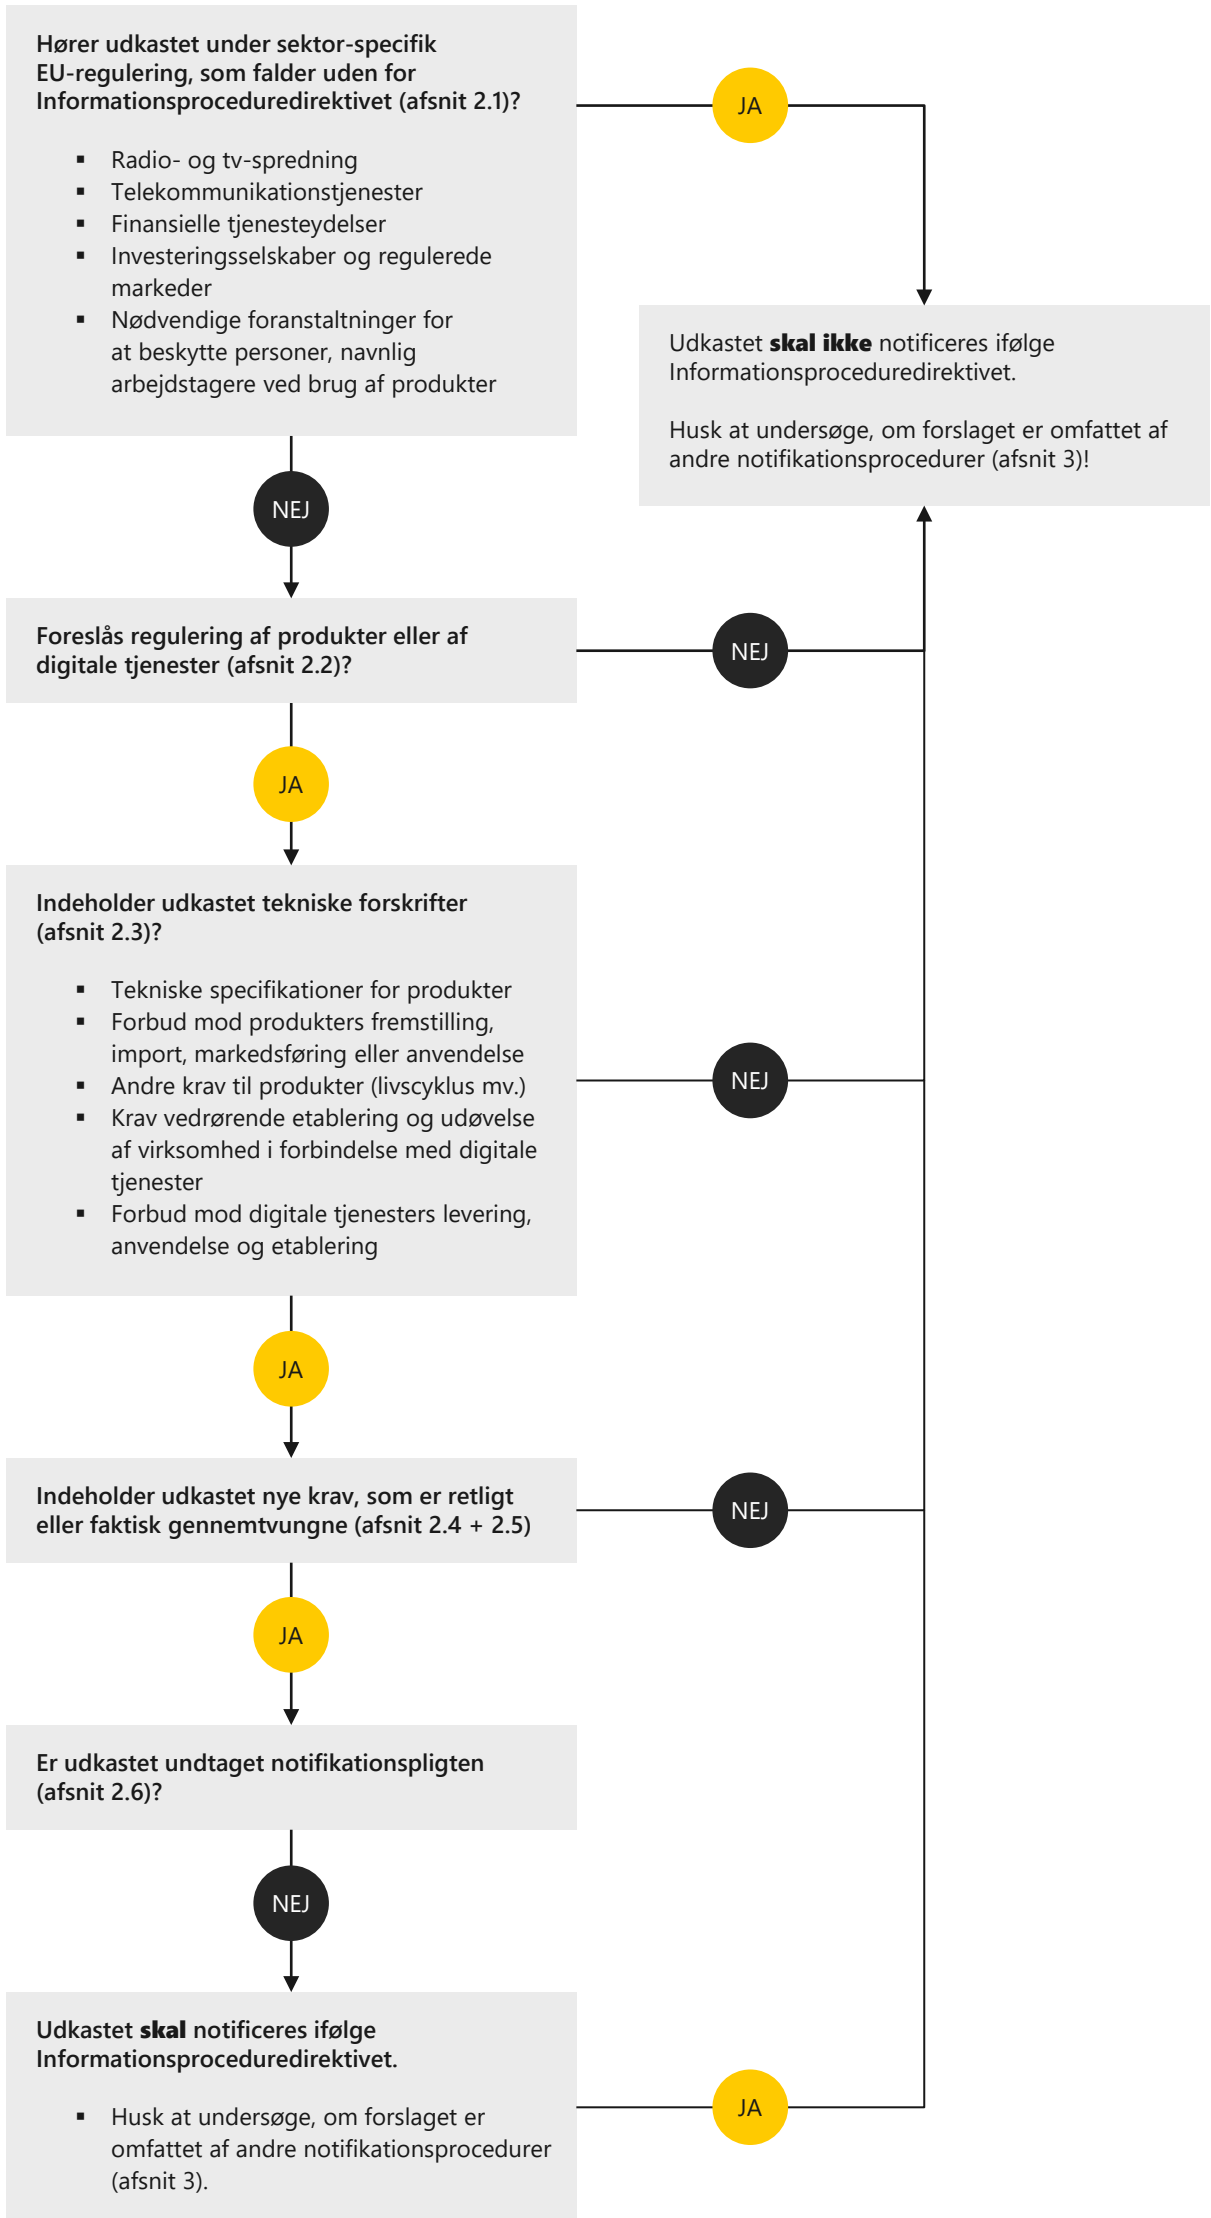 Hører udkastet under sektor-specifik
EU-regulering, som falder uden for
Informationsproceduredirektivet (afsnit 2.1)?
▪ Radio- og tv-spredning
▪ Telekommunikationstjenester
▪ Finansielle tjenesteydelser
▪ Investeringsselskaber og regulerede
markeder
▪ Nødvendige foranstaltninger for
at beskytte personer, navnlig
arbejdstagere ved brug af produkter
JA
Udkastet skal ikke notificeres ifølge
Informationsproceduredirektivet.
Husk at undersøge, om forslaget er omfattet af
andre notifikationsprocedurer (afsnit 3)!
NEJ
Foreslås regulering af produkter eller af
digitale tjenester (afsnit 2.2)?
NEJ
JA
Indeholder udkastet tekniske forskrifter
(afsnit 2.3)?
▪ Tekniske specifikationer for produkter
▪ Forbud mod produkters fremstilling,
import, markedsføring eller anvendelse
▪ Andre krav til produkter (livscyklus mv.)
▪ Krav vedrørende etablering og udøvelse
af virksomhed i forbindelse med digitale
tjenester
▪ Forbud mod digitale tjenesters levering,
anvendelse og etablering
NEJ
JA
Indeholder udkastet nye krav, som er retligt
eller faktisk gennemtvungne (afsnit 2.4 + 2.5)
NEJ
JA
Er udkastet undtaget notifikationspligten
(afsnit 2.6)?
NEJ
Udkastet skal notificeres ifølge
Informationsproceduredirektivet.
▪ Husk at undersøge, om forslaget er
omfattet af andre notifikationsprocedurer
(afsnit 3).
JA